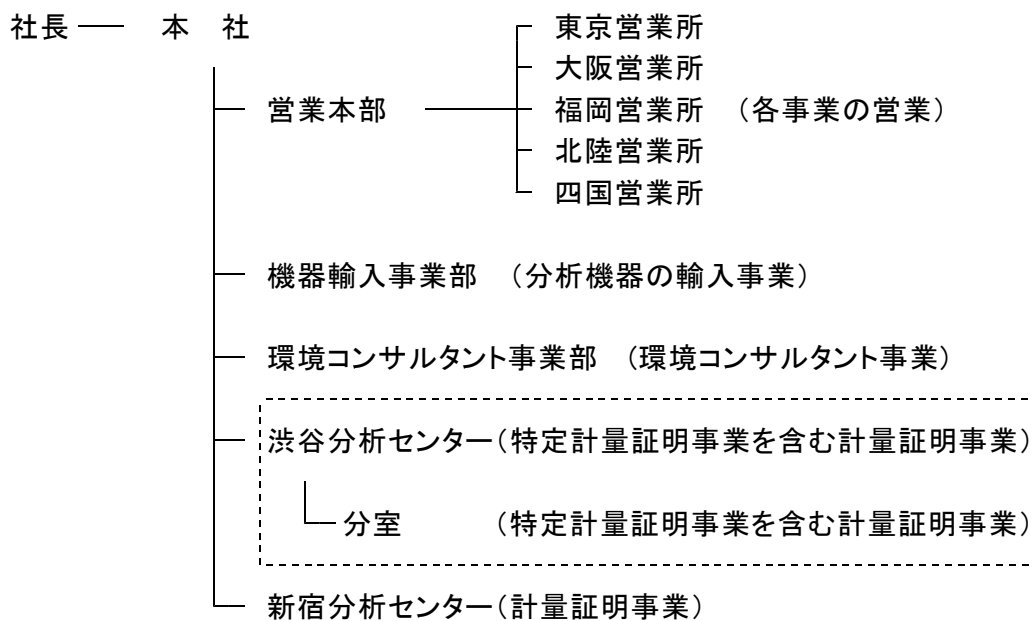 社長 本 社
東京営業所
大阪営業所
営業本部 福岡営業所 (各事業の営業)
北陸営業所
四国営業所
機器輸入事業部 (分析機器の輸入事業)
環境コンサルタント事業部 (環境コンサルタント事業)
渋谷分析センター(特定計量証明事業を含む計量証明事業)
分室 (特定計量証明事業を含む計量証明事業)
新宿分析センター(計量証明事業)